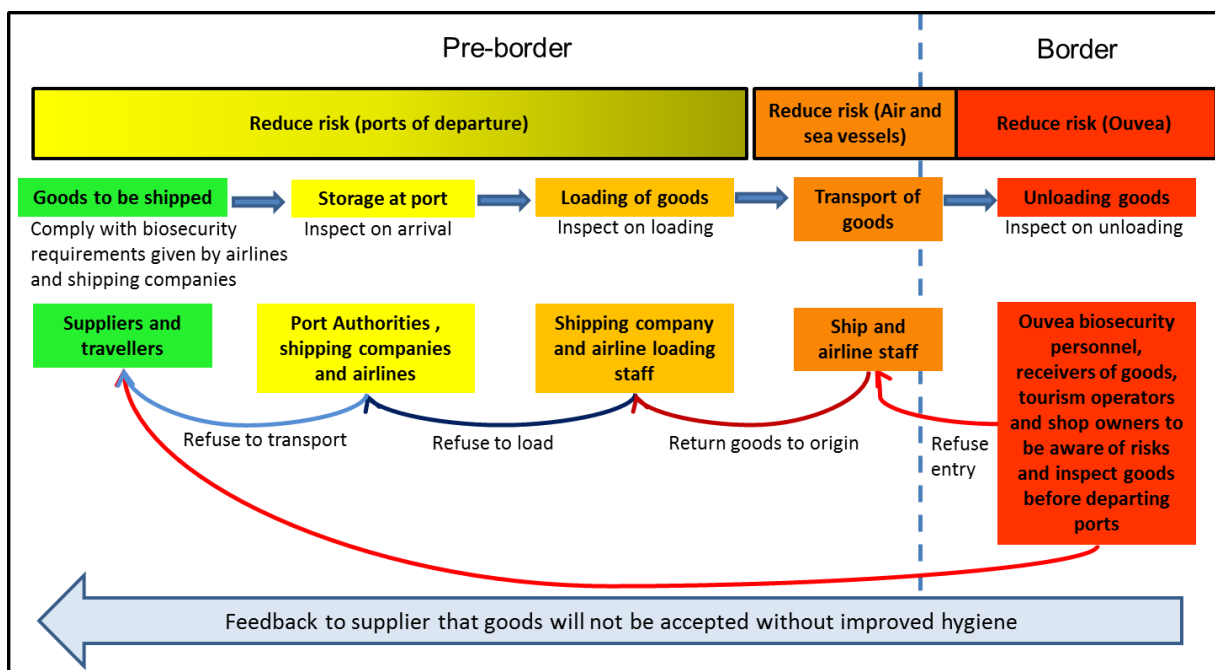 Pre-border
Border
Reduce risk (ports of departure)
Reduce risk (Air and
sea vessels)
Reduce risk (Ouvea)
Goods to be shipped
Comply with biosecurity
requirements given by airlines
and shipping companies
Storage at port
Inspect on arrival
Loading of goods
Inspect on loading
Transport of
goods
Unloading goods
Inspect on unloading
Suppliers and
travellers
Port Authorities ,
shipping companies
and airlines
Shipping company
and airline loading
staff
Ship and
airline staff
Ouvea biosecurity
personnel,
receivers of goods,
tourism operators
and shop owners to
be aware of risks
and inspect goods
before departing
ports
Refuse to transport
Refuse to load
Return goods to origin
Refuse
entry
Feedback to supplier that goods will not be accepted without improved hygiene